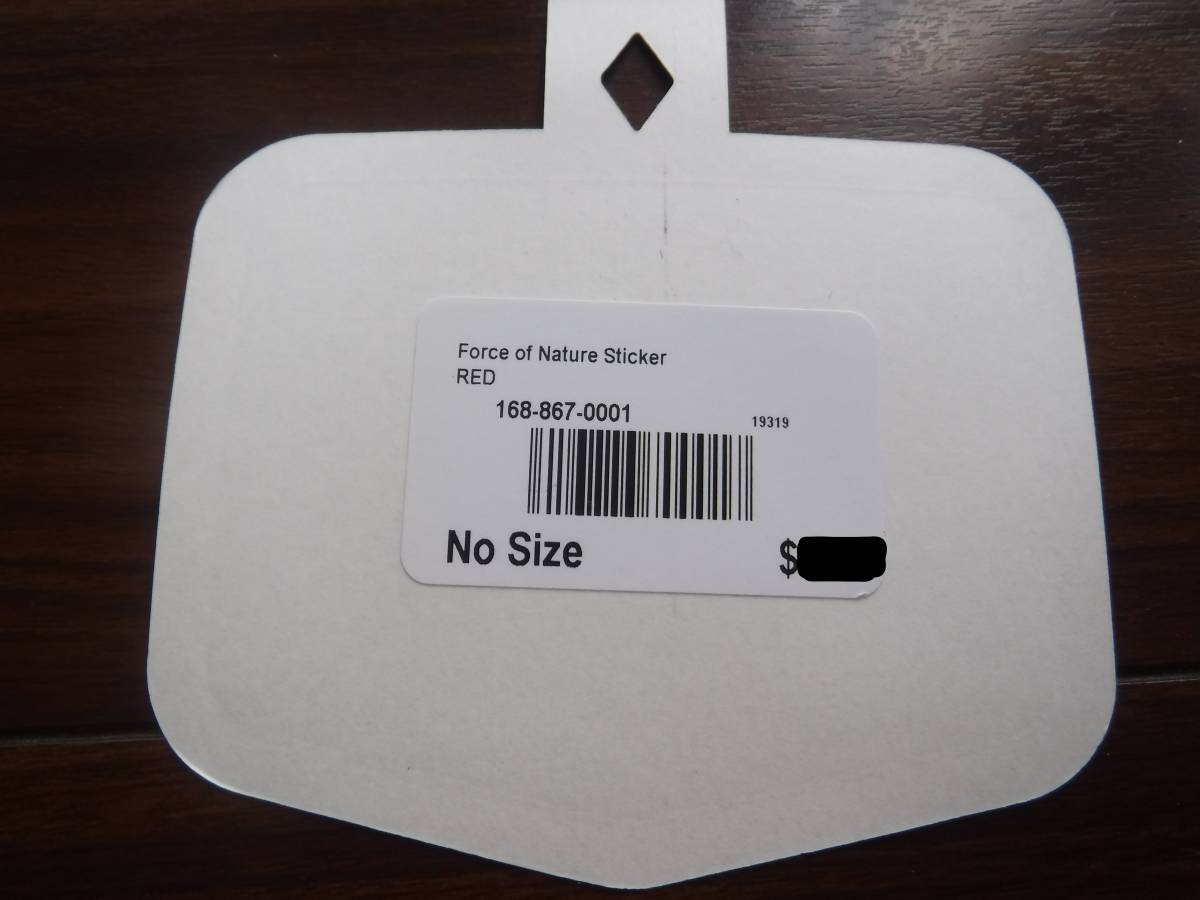 Force of Nature Sticker
RED
168-867-0001
19319
No Size
$